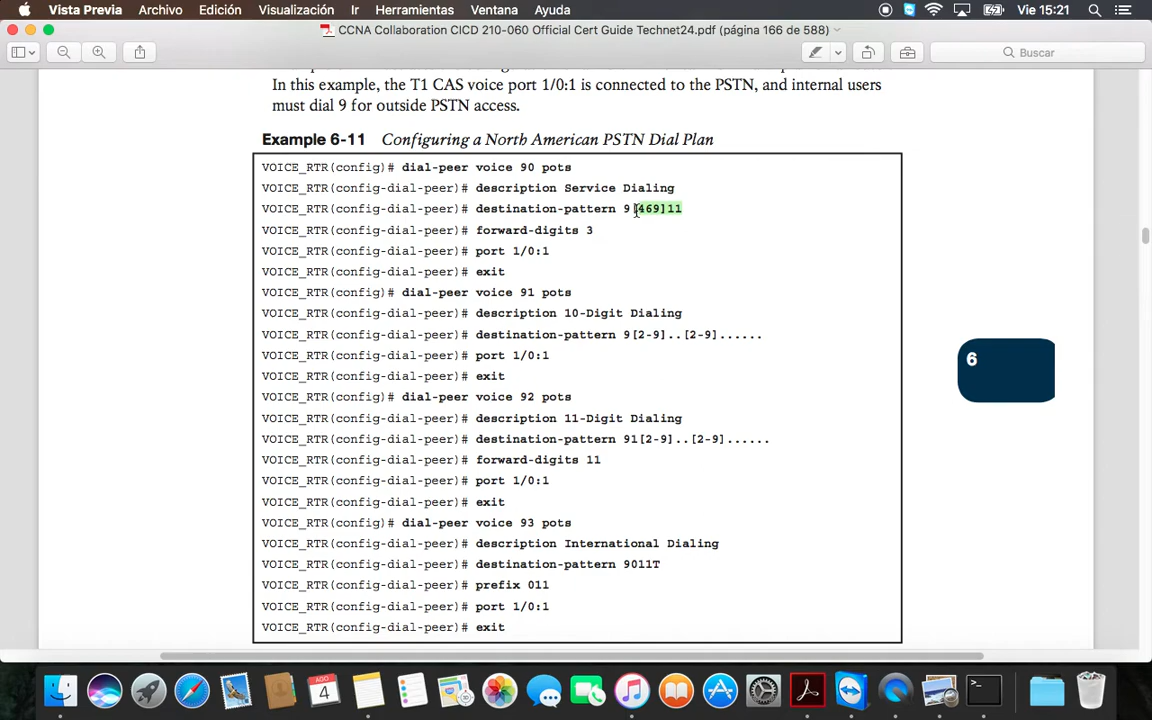 Vista Previa Archivo Edición Visualización Ir Herramientas Ventana Ayuda Vie 15:21
CCNA Collaboration CICD 210-060 Official Cert Guide Technet24.pdf (página 166 de 588)
Buscar
In this example, the T1 CAS voice port 1/0:1 is connected to the PSTN, and internal users
must dial 9 for outside PSTN access.
Example 6-11 Configuring a North American PSTN Dial Plan
VOICE_RTR(config)# dial-peer voice 90 pots
VOICE_RTR(config-dial-peer)# description Service Dialing
VOICE_RTR(config-dial-peer)# destination-pattern 9[469]11
VOICE_RTR(config-dial-peer)# forward-digits 3
VOICE_RTR(config-dial-peer)# port 1/0:1
VOICE_RTR(config-dial-peer)# exit
VOICE_RTR(config)# dial-peer voice 91 pots
VOICE_RTR(config-dial-peer)# description 10-Digit Dialing
VOICE_RTR(config-dial-peer)# destination-pattern 9[2-9]..[2-9]......
VOICE_RTR(config-dial-peer)# port 1/0:1
VOICE_RTR(config-dial-peer)# exit
VOICE_RTR(config)# dial-peer voice 92 pots
VOICE_RTR(config-dial-peer)# description 11-Digit Dialing
VOICE_RTR(config-dial-peer)# destination-pattern 91[2-9]..[2-9]......
VOICE_RTR(config-dial-peer)# forward-digits 11
VOICE_RTR(config-dial-peer)# port 1/0:1
VOICE_RTR(config-dial-peer)# exit
VOICE_RTR(config)# dial-peer voice 93 pots
VOICE_RTR(config-dial-peer)# description International Dialing
VOICE_RTR(config-dial-peer)# destination-pattern 9011T
VOICE_RTR(config-dial-peer)# prefix 011
VOICE_RTR(config-dial-peer)# port 1/0:1
VOICE_RTR(config-dial-peer)# exit
6
4